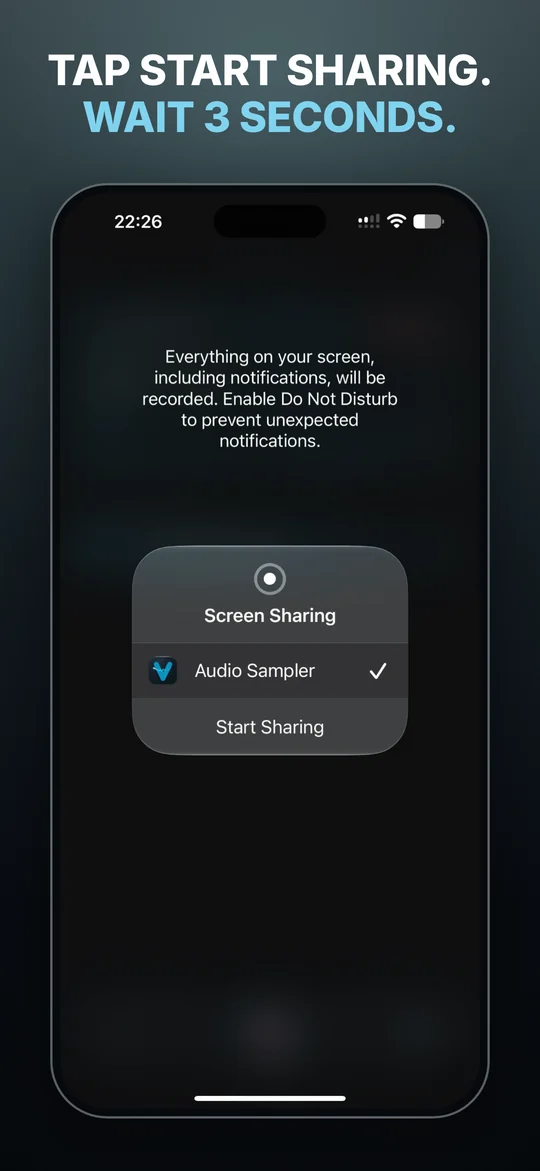 TAP START SHARING.
WAIT 3 SECONDS.
22:26
Everything on your screen,
including notifications, will be
recorded. Enable Do Not Disturb
to prevent unexpected
notifications.
Screen Sharing
Audio Sampler
Start Sharing